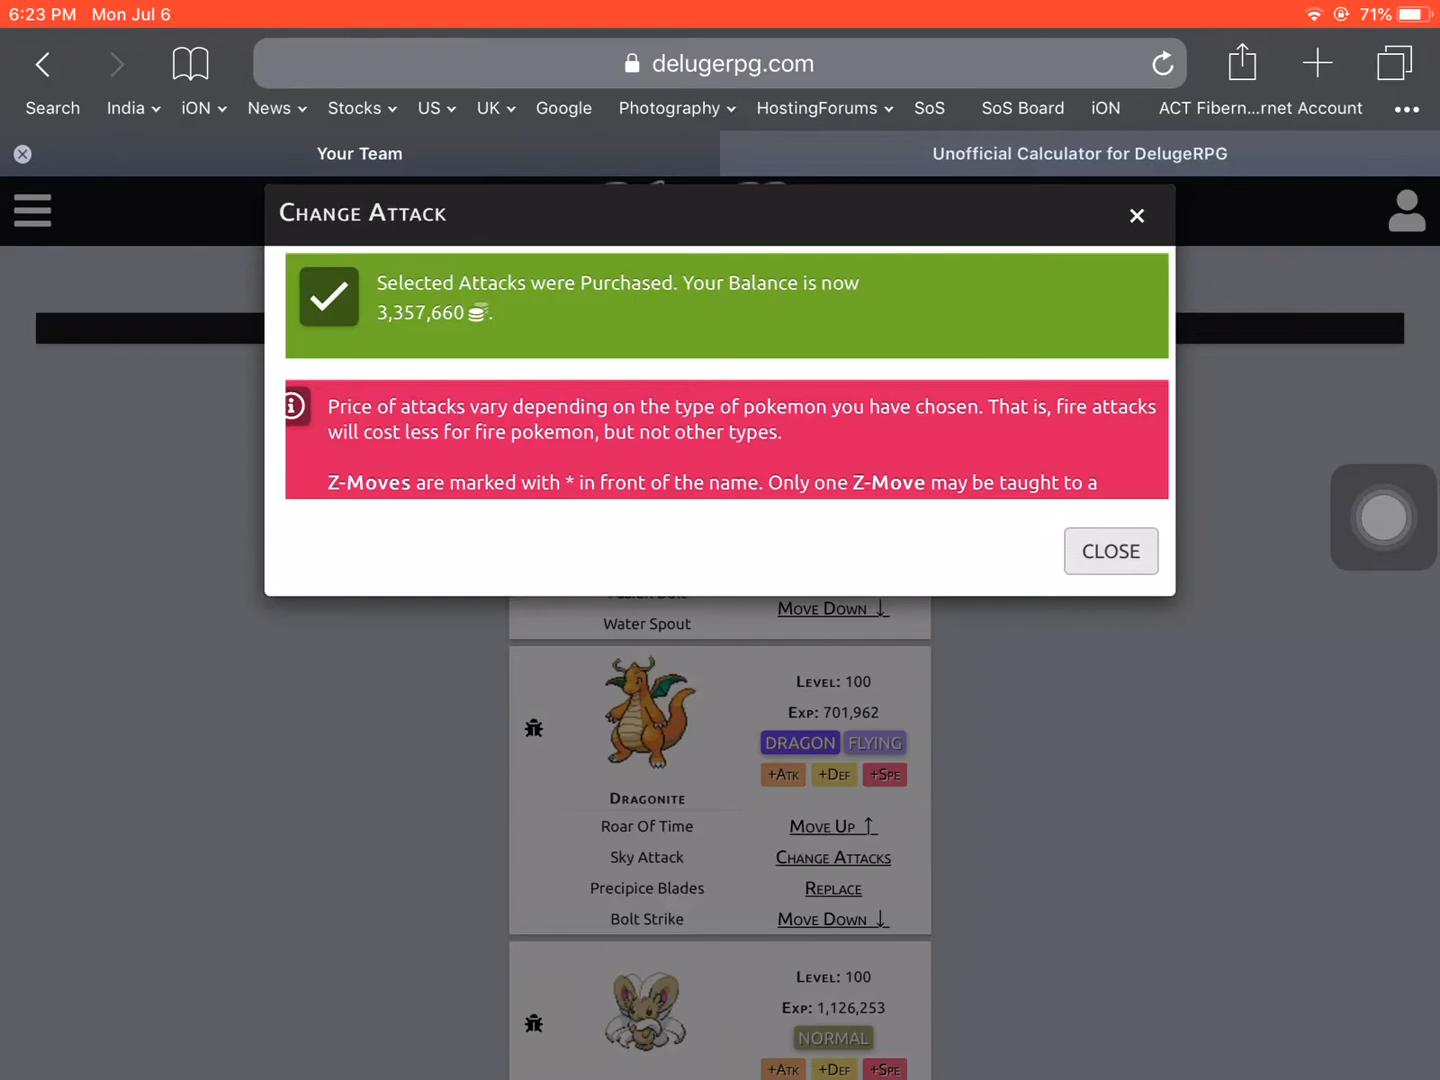 6:23 PM Mon Jul 6
71%
delugerpg.com
Search India iON News Stocks US UK Google Photography HostingForums SoS SoS Board iON ACT Fibern...rnet Account
Your Team
Unofficial Calculator for DelugeRPG
Change Attack
Selected Attacks were Purchased. Your Balance is now
3,357,660 .
Price of attacks vary depending on the type of pokemon you have chosen. That is, fire attacks
will cost less for fire pokemon, but not other types.
Z-Moves are marked with * in front of the name. Only one Z-Move may be taught to a
CLOSE
Move Down ↓
Water Spout
Level: 100
Exp: 701,962
DRAGON FLYING
+Atk +Def +Spe
Dragonite
Roar Of Time
Move Up ↑
Sky Attack
Change Attacks
Precipice Blades
Replace
Bolt Strike
Move Down ↓
Level: 100
Exp: 1,126,253
NORMAL
+Atk +Def +Spe